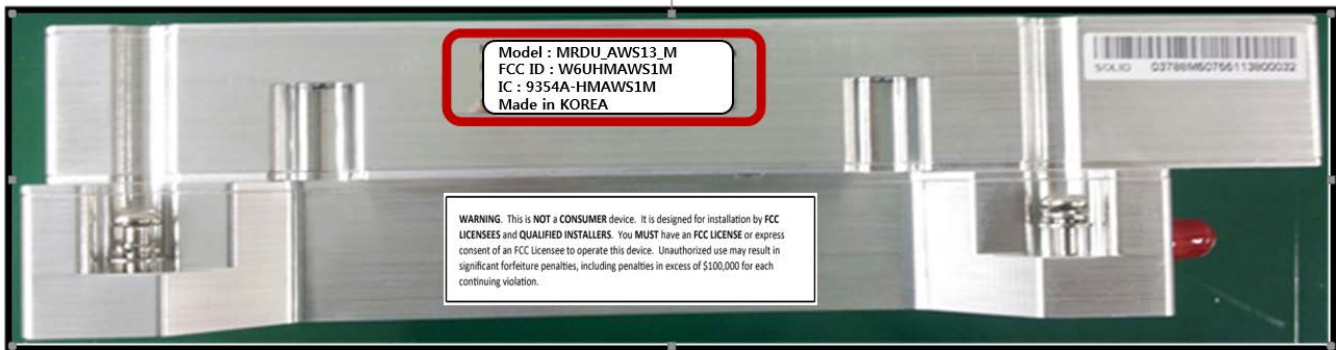 Model : MRDU_AWS13_M
FCC ID : W6UHMAWS1M
IC : 9354A-HMAWS1M
Made in KOREA
SOLID
WARNING. This is NOT a CONSUMER device. It is designed for installation by FCC
LICENSEES and QUALIFIED INSTALLERS. You MUST have an FCC LICENSE or express
consent of an FCC Licensee to operate this device. Unauthorized use may result in
significant forfeiture penalties, including penalties in excess of $100,000 for each
continuing violation.